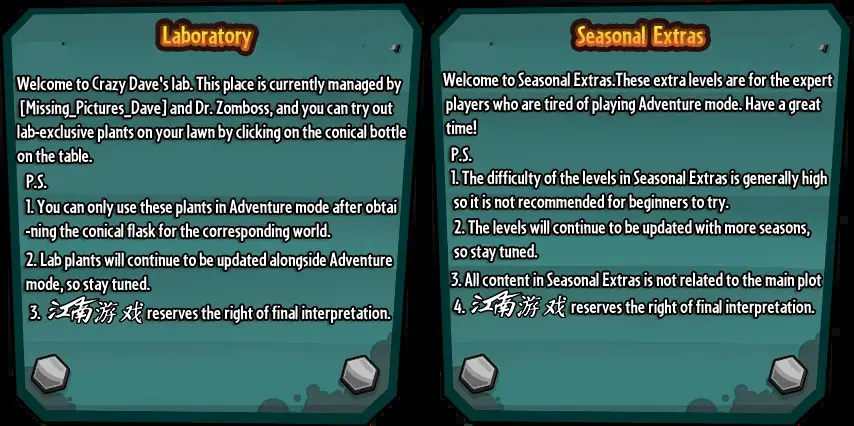 Laboratory
Welcome to Crazy Dave's lab. This place is currently managed by
[Missing_Pictures_Dave] and Dr. Zomboss, and you can try out
lab-exclusive plants on your lawn by clicking on the conical bottle
on the table.
P.S.
1. You can only use these plants in Adventure mode after obtai
-ning the conical flask for the corresponding world.
2. Lab plants will continue to be updated alongside Adventure
mode, so stay tuned.
3. 江南游戏 reserves the right of final interpretation.
Seasonal Extras
Welcome to Seasonal Extras.These extra levels are for the expert
players who are tired of playing Adventure mode. Have a great
time!
P.S.
1. The difficulty of the levels in Seasonal Extras is generally high
so it is not recommended for beginners to try.
2. The levels will continue to be updated with more seasons,
so stay tuned.
3. All content in Seasonal Extras is not related to the main plot
4. 江南游戏 reserves the right of final interpretation.